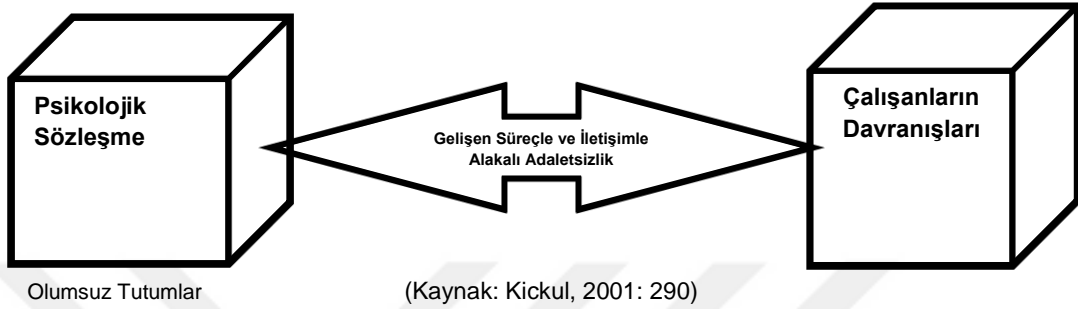 Psikolojik
Sözleşme
Gelişen Süreçle ve İletişimle
Alakalı Adaletsizlik
Çalışanların
Davranışları
Olumsuz Tutumlar
(Kaynak: Kickul, 2001: 290)